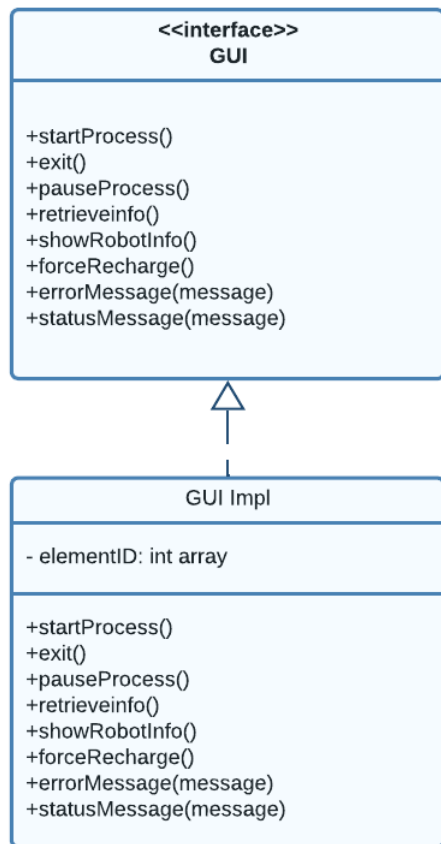 <<interface>>
GUI
+startProcess()
+exit()
+pauseProcess()
+retrieveinfo()
+showRobotInfo()
+forceRecharge()
+errorMessage(message)
+statusMessage(message)
GUI Impl
- elementID: int array
+startProcess()
+exit()
+pauseProcess()
+retrieveinfo()
+showRobotInfo()
+forceRecharge()
+errorMessage(message)
+statusMessage(message)